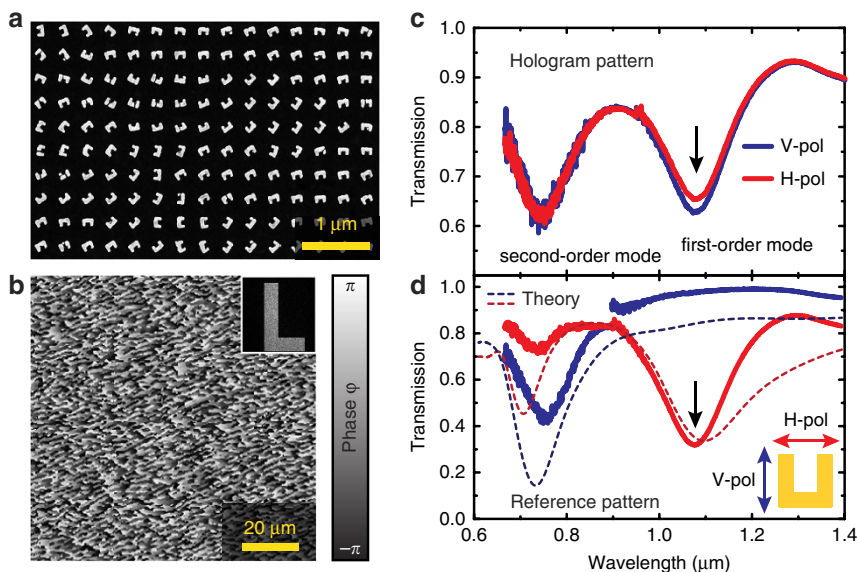 a
1 μm
b
π
Phase φ
−π
20 μm
c
1.0
0.9
0.8
0.7
0.6
Transmission
Hologram pattern
V-pol
H-pol
second-order mode
first-order mode
d
1.0
0.8
0.6
0.4
0.2
0.0
Transmission
Theory
H-pol
V-pol
Reference pattern
0.6 0.8 1.0 1.2 1.4
Wavelength (μm)